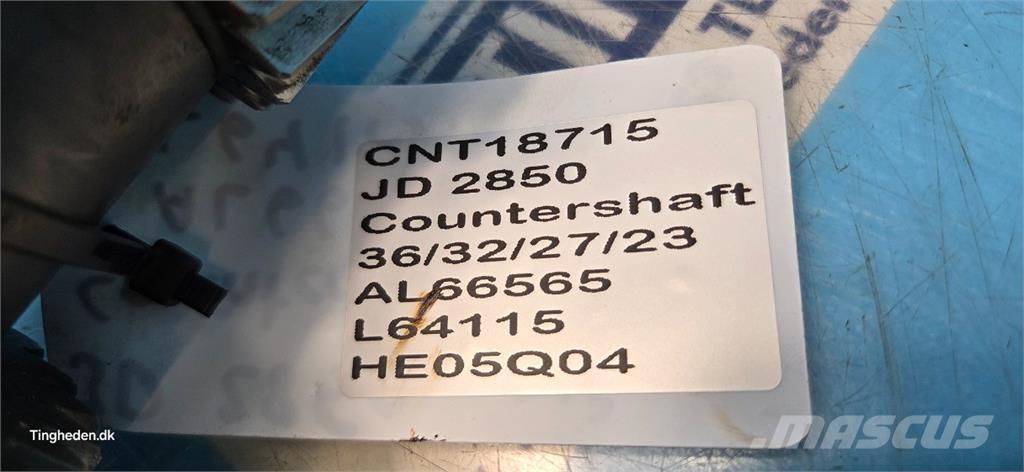 CNT18715
JD 2850
Countershaft
36/32/27/23
AL66565
L64115
HE05Q04
Tingheden.dk
MASCUS